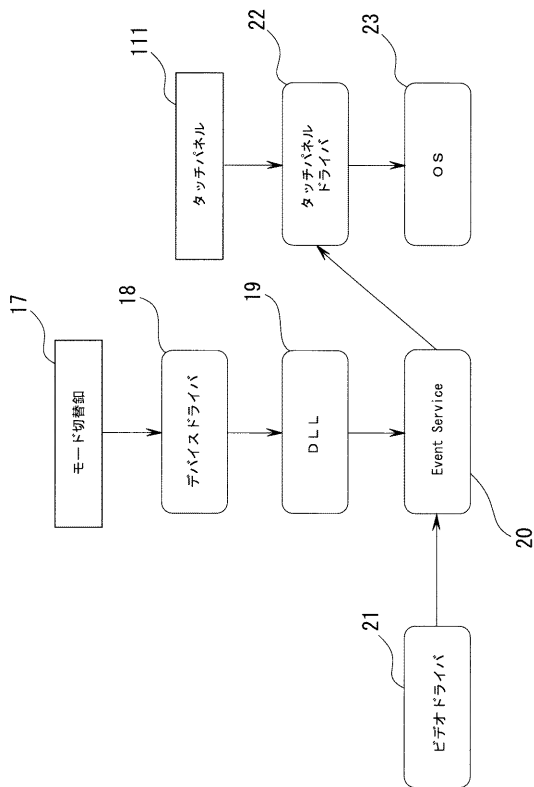 モード切替釦
17
デバイスドライバ
18
DLL
19
Event Service
20
ビデオドライバ
21
タッチパネル
111
タッチパネル
ドライバ
22
OS
23